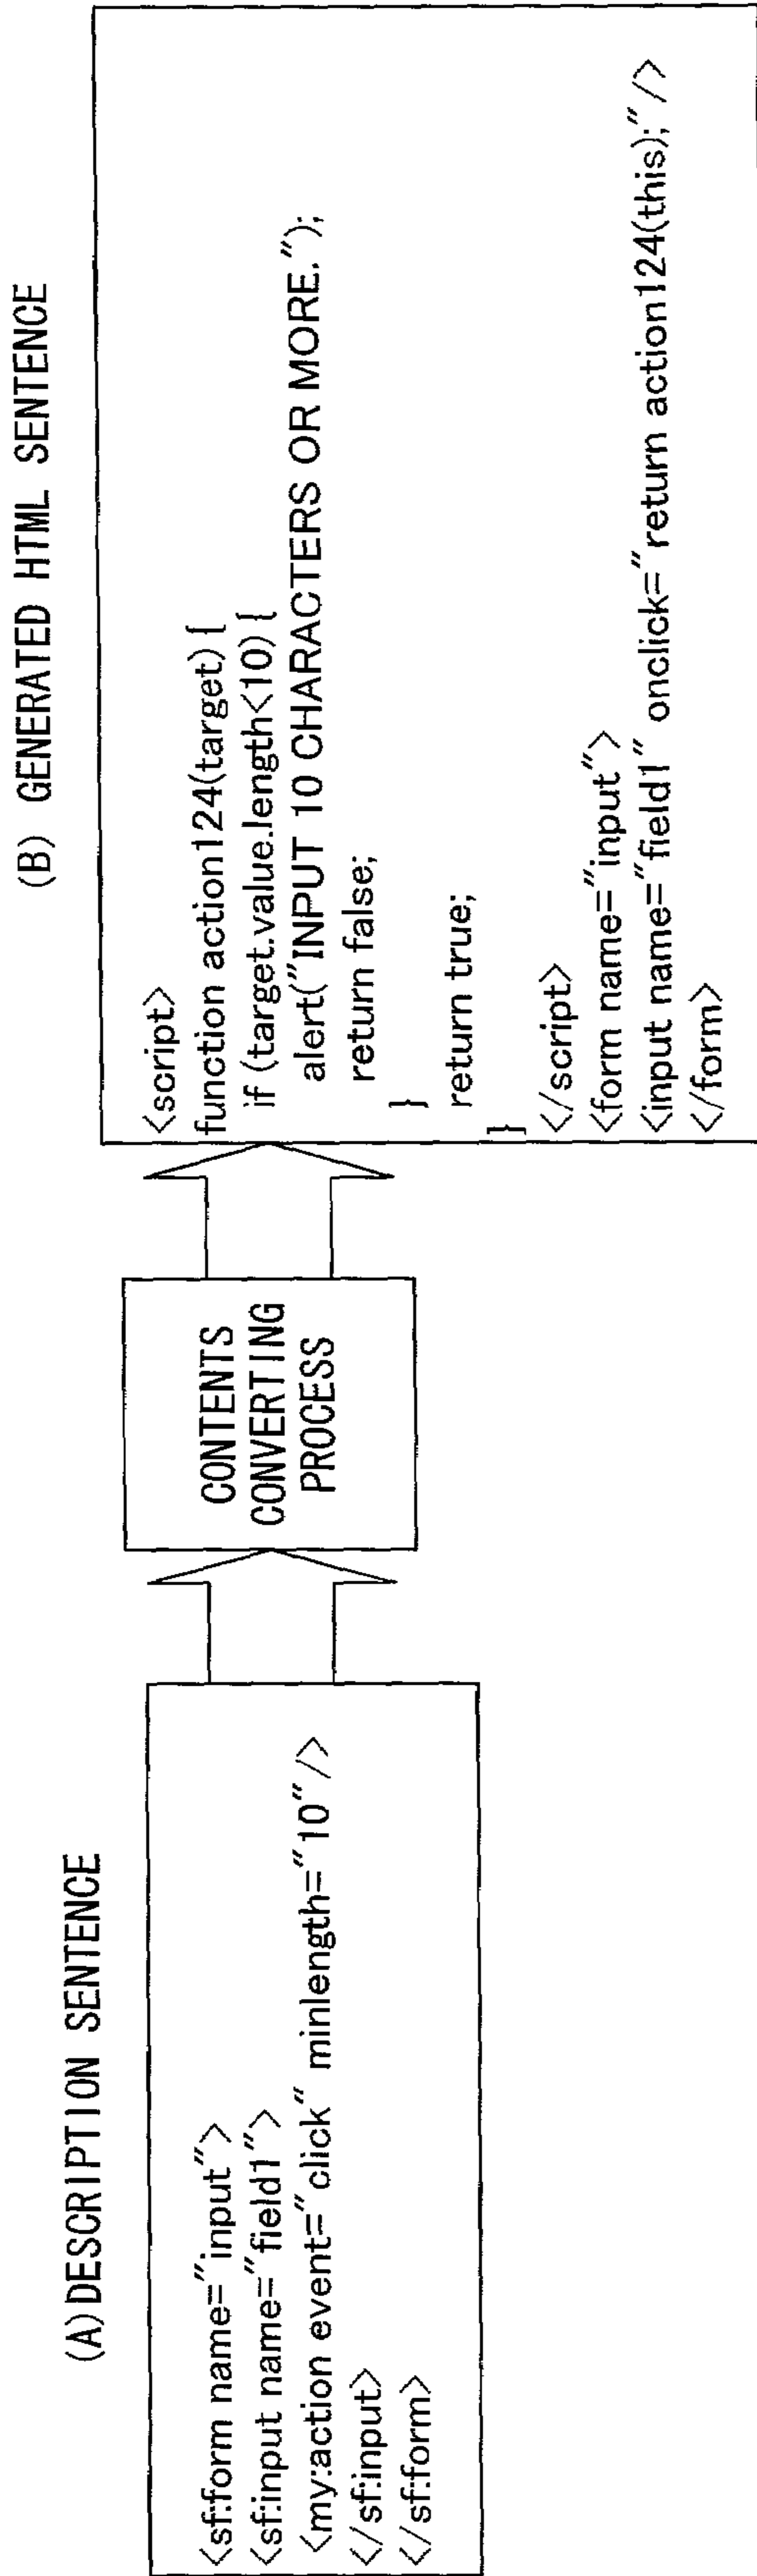 (A)DESCRIPTION SENTENCE
<sf:form name="input">
<sf:input name="field1">
<my:action event="click" minlength="10"/>
</sf:input>
</sf:form>
CONTENTS
CONVERTING
PROCESS
(B) GENERATED HTML SENTENCE
<script>
function action124(target) {
if (target.value.length<10) {
alert("INPUT 10 CHARACTERS OR MORE.");
return false;
}
return true;
}
</script>
<form name="input">
<input name="field1" onclick="return action124(this);"/>
</form>